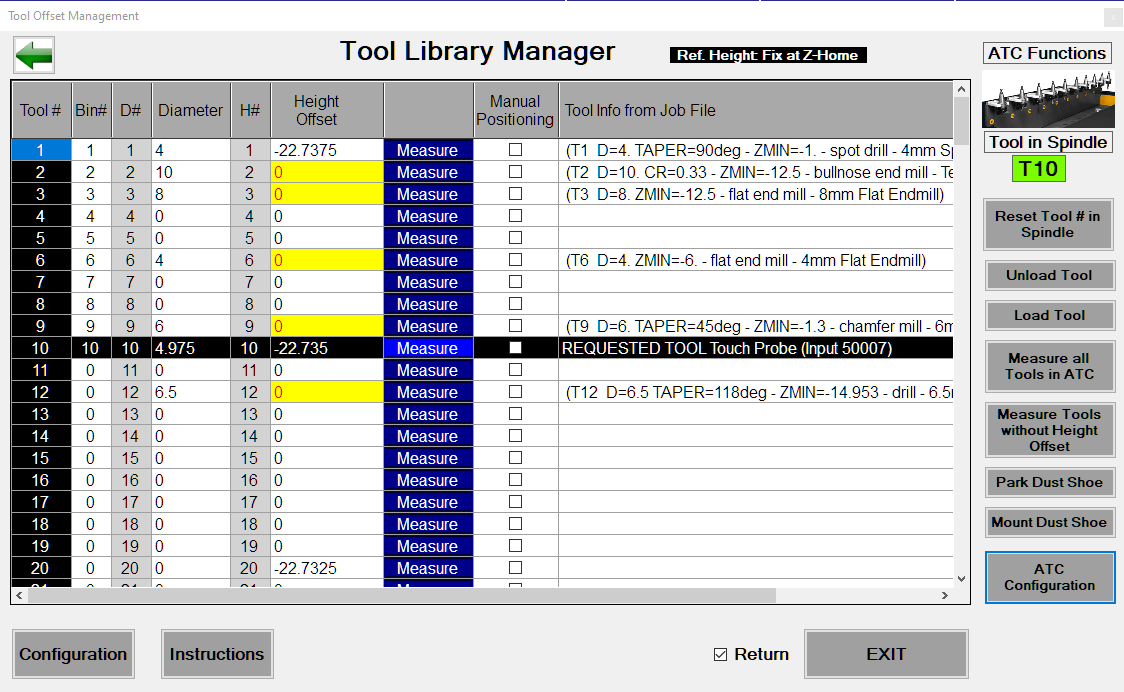 Tool Offset Management
Tool Library Manager
Ref. Height: Fix at Z-Home
ATC Functions
Tool # Bin# D# Diameter H# Height Offset Manual Positioning Tool Info from Job File
1 1 1 4 1 -22.7375 Measure (T1 D=4. TAPER=90deg - ZMIN=-1. - spot drill - 4mm Sp
2 2 2 10 2 0 Measure (T2 D=10. CR=0.33 - ZMIN=-12.5 - bullnose end mill - Te
3 3 3 8 3 0 Measure (T3 D=8. ZMIN=-12.5 - flat end mill - 8mm Flat Endmill)
4 4 4 0 4 0 Measure
5 5 5 0 5 0 Measure
6 6 6 4 6 0 Measure (T6 D=4. ZMIN=-6. - flat end mill - 4mm Flat Endmill)
7 7 7 0 7 0 Measure
8 8 8 0 8 0 Measure
9 9 9 6 9 0 Measure (T9 D=6. TAPER=45deg - ZMIN=-1.3 - chamfer mill - 6m
10 10 10 4.975 10 -22.735 Measure REQUESTED TOOL Touch Probe (Input 50007)
11 0 11 0 11 0 Measure
12 0 12 6.5 12 0 Measure (T12 D=6.5 TAPER=118deg - ZMIN=-14.953 - drill - 6.5
13 0 13 0 13 0 Measure
14 0 14 0 14 0 Measure
15 0 15 0 15 0 Measure
16 0 16 0 16 0 Measure
17 0 17 0 17 0 Measure
18 0 18 0 18 0 Measure
19 0 19 0 19 0 Measure
20 0 20 0 20 -22.7325 Measure
Tool in Spindle
T10
Reset Tool # in
Spindle
Unload Tool
Load Tool
Measure all
Tools in ATC
Measure Tools
without Height
Offset
Park Dust Shoe
Mount Dust Shoe
ATC
Configuration
Configuration
Instructions
Return
EXIT